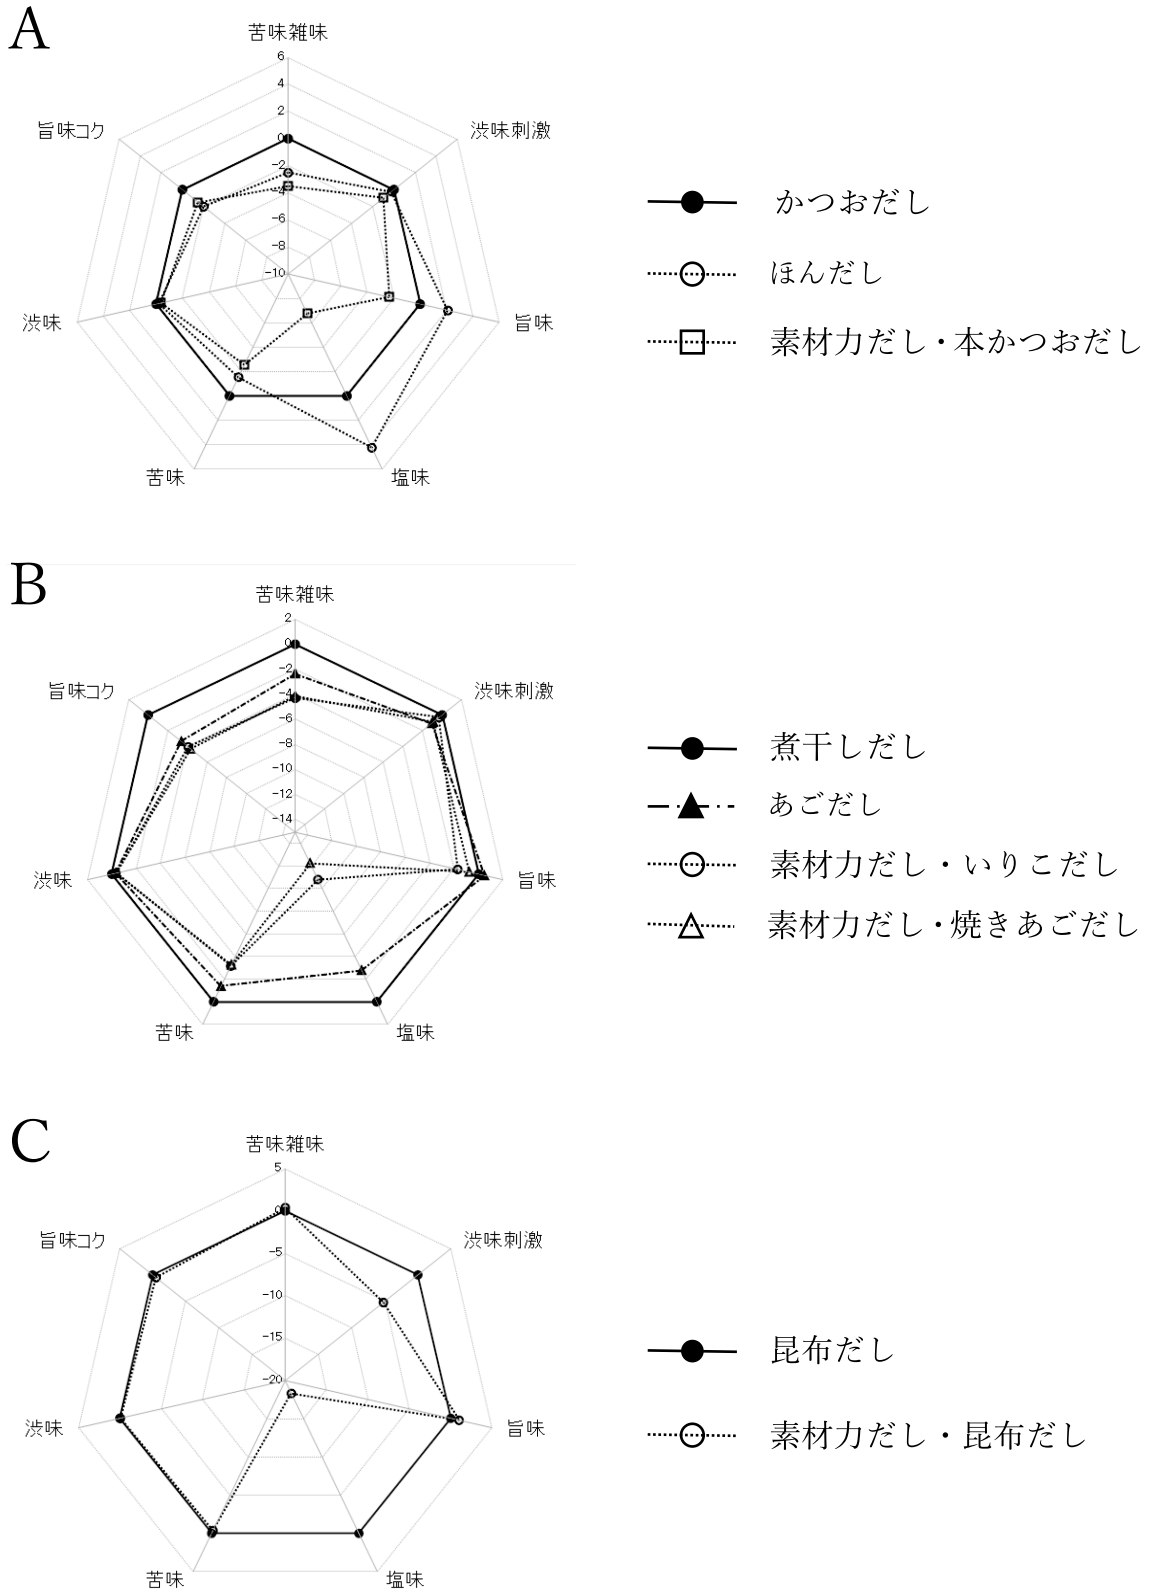 A
苦味雑味
6
4
2
0
-2
-4
-6
-8
-10
旨味コク
渋味刺激
渋味
旨味
苦味
塩味
かつおだし
ほんだし
素材力だし・本かつおだし
B
苦味雑味
2
0
-2
-4
-6
-8
-10
-12
-14
旨味コク
渋味刺激
渋味
旨味
苦味
塩味
煮干しだし
あごだし
素材力だし・いりこだし
素材力だし・焼きあごだし
C
苦味雑味
5
0
-5
-10
-15
-20
旨味コク
渋味刺激
渋味
旨味
苦味
塩味
昆布だし
素材力だし・昆布だし